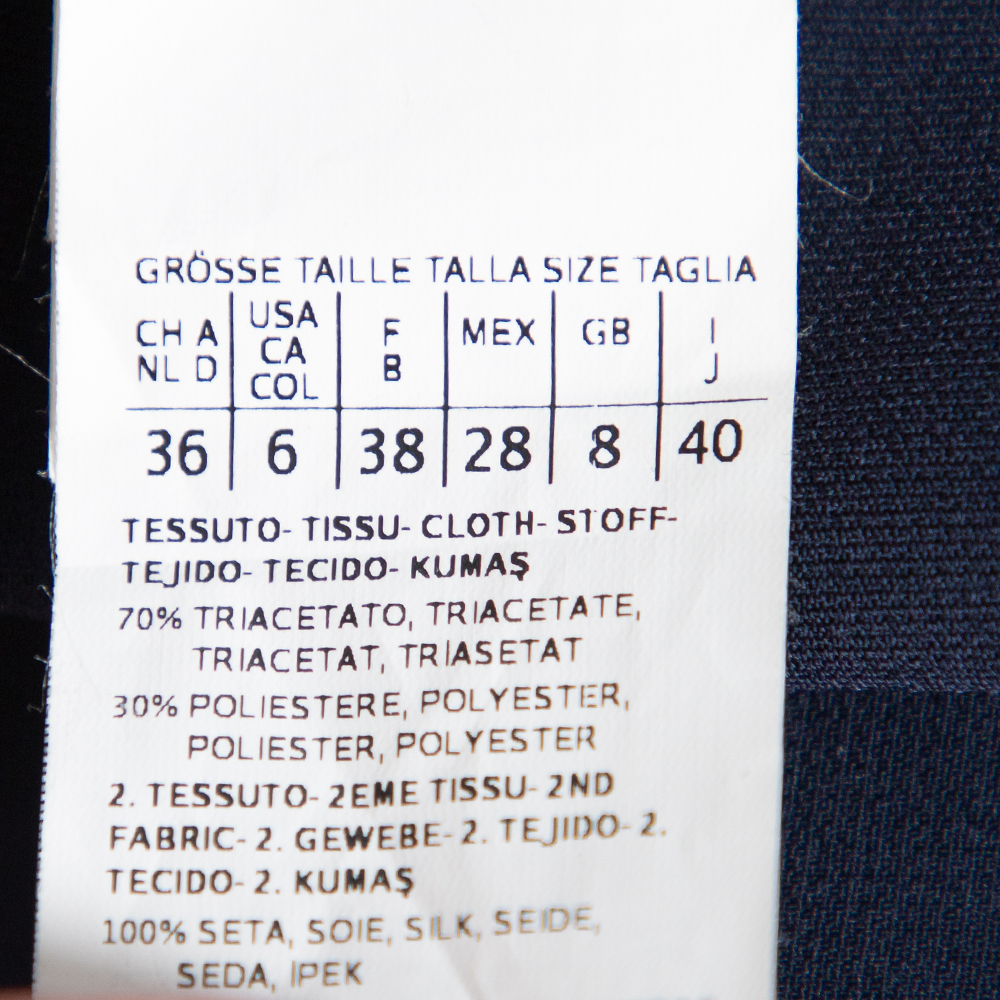 GRÖSSE TAILLE TALLA SIZE TAGLIA
CH A NL D USA CA COL F B MEX GB I J
36 6 38 28 8 40
TESSUTO- TISSU- CLOTH- STOFF-
TEJIDO- TECIDO- KUMAŞ
70% TRIACETATO, TRIACETATE,
TRIACETAT, TRIASETAT
30% POLIESTERE, POLYESTER,
POLIESTER, POLYESTER
2. TESSUTO- 2EME TISSU- 2ND
FABRIC- 2. GEWEBE- 2. TEJIDO- 2.
TECIDO- 2. KUMAŞ
100% SETA, SOIE, SILK, SEIDE,
SEDA, IPEK